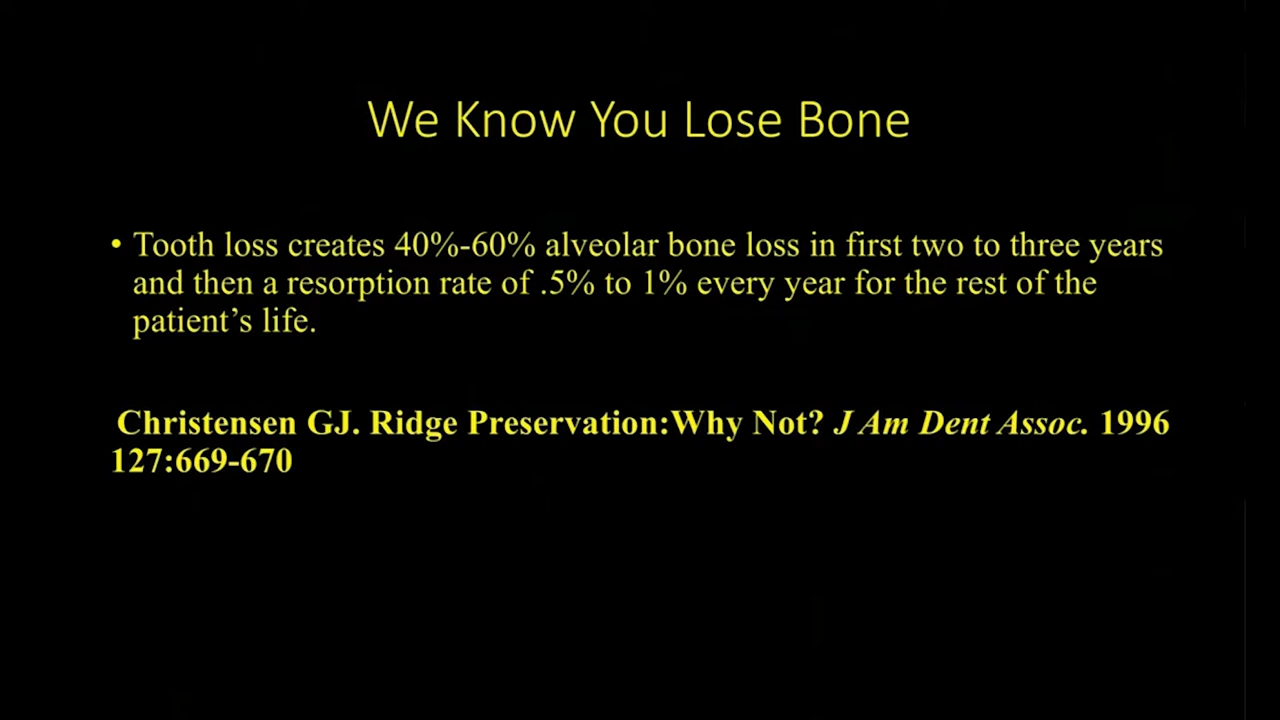 We Know You Lose Bone
• Tooth loss creates 40%-60% alveolar bone loss in first two to three years
and then a resorption rate of .5% to 1% every year for the rest of the
patient’s life.
Christensen GJ. Ridge Preservation:Why Not? J Am Dent Assoc. 1996
127:669-670